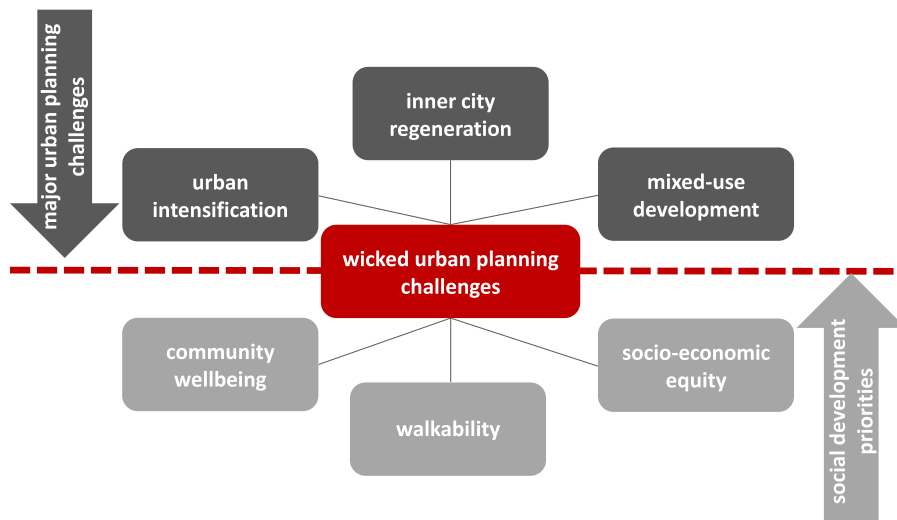 major urban planning
challenges
inner city
regeneration
urban
intensification
mixed-use
development
wicked urban planning
challenges
community
wellbeing
walkability
socio-economic
equity
social development
priorities